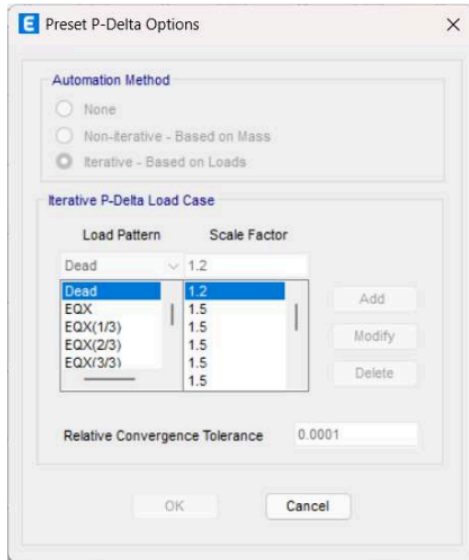 E Preset P-Delta Options
Automation Method
None
Non-iterative - Based on Mass
Iterative - Based on Loads
Iterative P-Delta Load Case
Load Pattern Scale Factor
Dead 1.2
Dead 1.2
EQX 1.5
EQX(1/3) 1.5
EQX(2/3) 1.5
EQX(3/3) 1.5
1.5
Add
Modify
Delete
Relative Convergence Tolerance 0.0001
OK Cancel